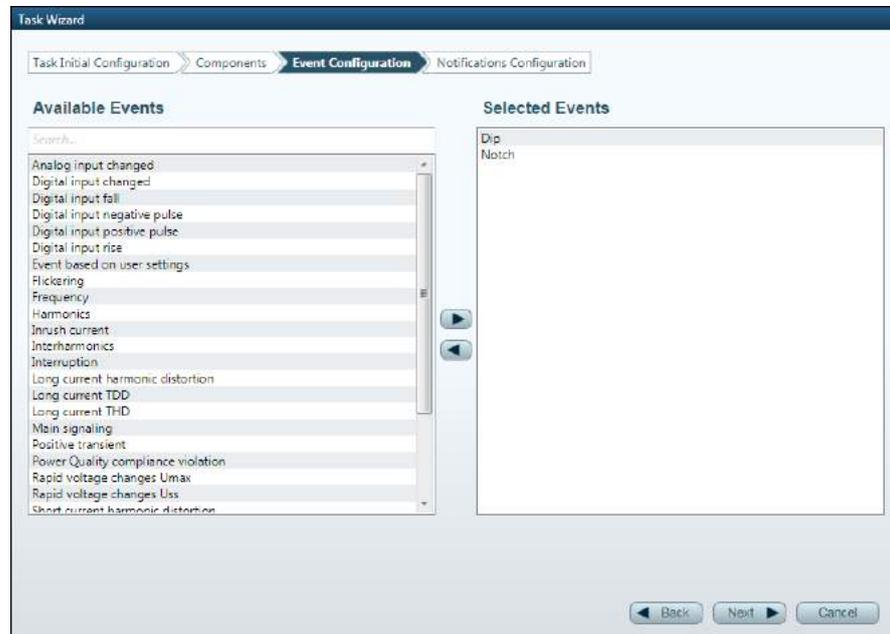 Task Wizard
Task Initial Configuration Components Event Configuration Notifications Configuration
Available Events
Search...
Analog input changed
Digital input changed
Digital input fall
Digital input negative pulse
Digital input positive pulse
Digital input rise
Event based on user settings
Flickering
Frequency
Harmonics
Inrush current
Interharmonics
Interruption
Long current harmonic distortion
Long current TDD
Long current THD
Main signaling
Positive transient
Power Quality compliance violation
Rapid voltage changes Umax
Rapid voltage changes Uss
Short current harmonic distortion
Selected Events
Dip
Notch
Back Next Cancel